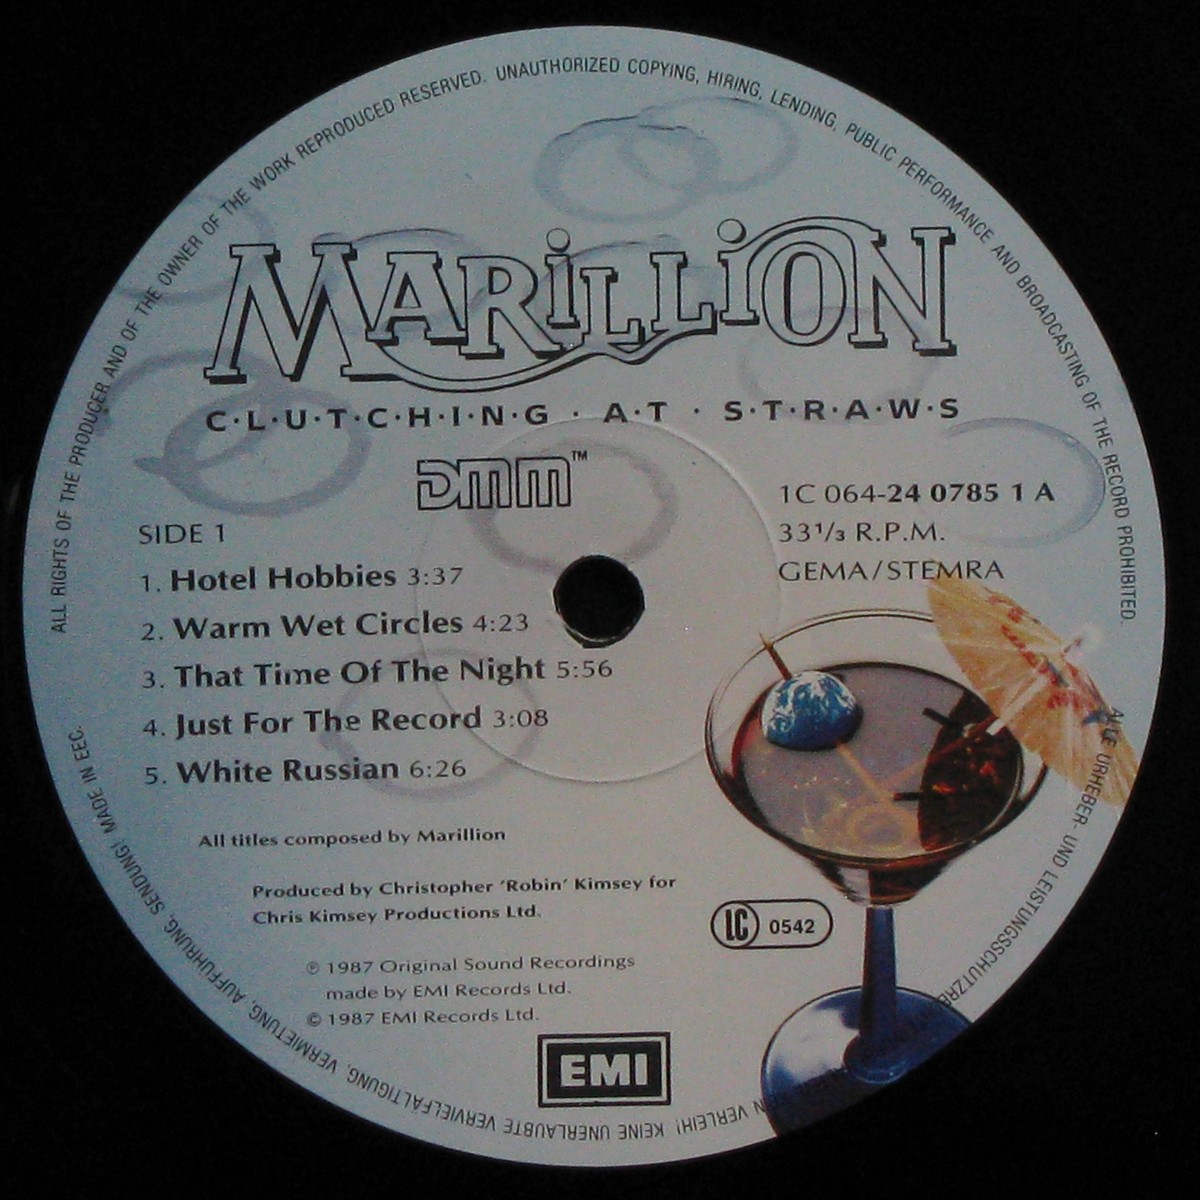 ALL RIGHTS OF THE PRODUCER AND OF THE OWNER OF THE WORK REPRODUCED RESERVED. UNAUTHORIZED COPYING, HIRING, LENDING, PUBLIC PERFORMANCE AND BROADCASTING OF THE RECORD PROHIBITED.
MARiLLiON
C·L·U·T·C·H·I·N·G · A·T · S·T·R·A·W·S
DMM™
1C 064-24 0785 1 A
33⅓ R.P.M.
GEMA/STEMRA
SIDE 1
1. Hotel Hobbies 3:37
2. Warm Wet Circles 4:23
3. That Time Of The Night 5:56
4. Just For The Record 3:08
5. White Russian 6:26
All titles composed by Marillion
Produced by Christopher 'Robin' Kimsey for
Chris Kimsey Productions Ltd.
LC 0542
℗ 1987 Original Sound Recordings
made by EMI Records Ltd.
© 1987 EMI Records Ltd.
EMI
ALLE URHEBER- UND LEISTUNGSSCHUTZRE VERLEIH! KEINE UNERLAUBTE VERVIELFÄLTIGUNG, VERMIETUNG, AUFFÜHRUNG, SENDUNG! MADE IN EEC.